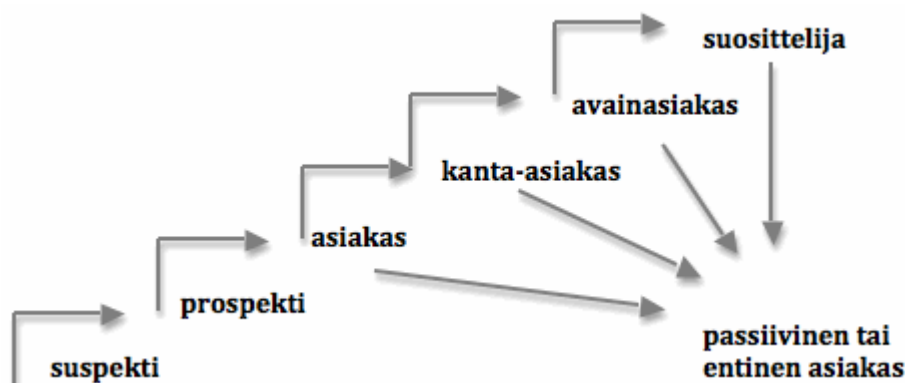 suosittelija
avainasiakas
kanta-asiakas
asiakas
prospekti
suspekti
passiivinen tai
entinen asiakas